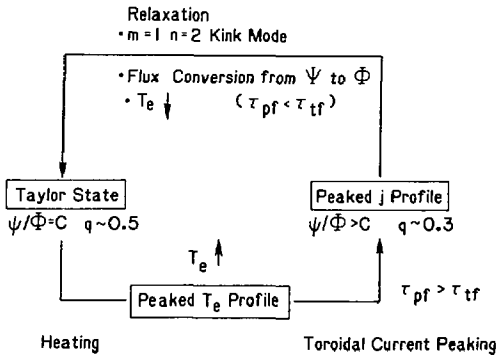 Relaxation
• m=1 n=2 Kink Mode
• Flux Conversion from Ψ to Φ
• Te ↓ (τpf < τtf)
Taylor State
Peaked j Profile
ψ/Φ=C q~0.5
ψ/Φ>C q~0.3
Te ↑
Peaked Te Profile
τpf > τtf
Heating
Toroidal Current Peaking